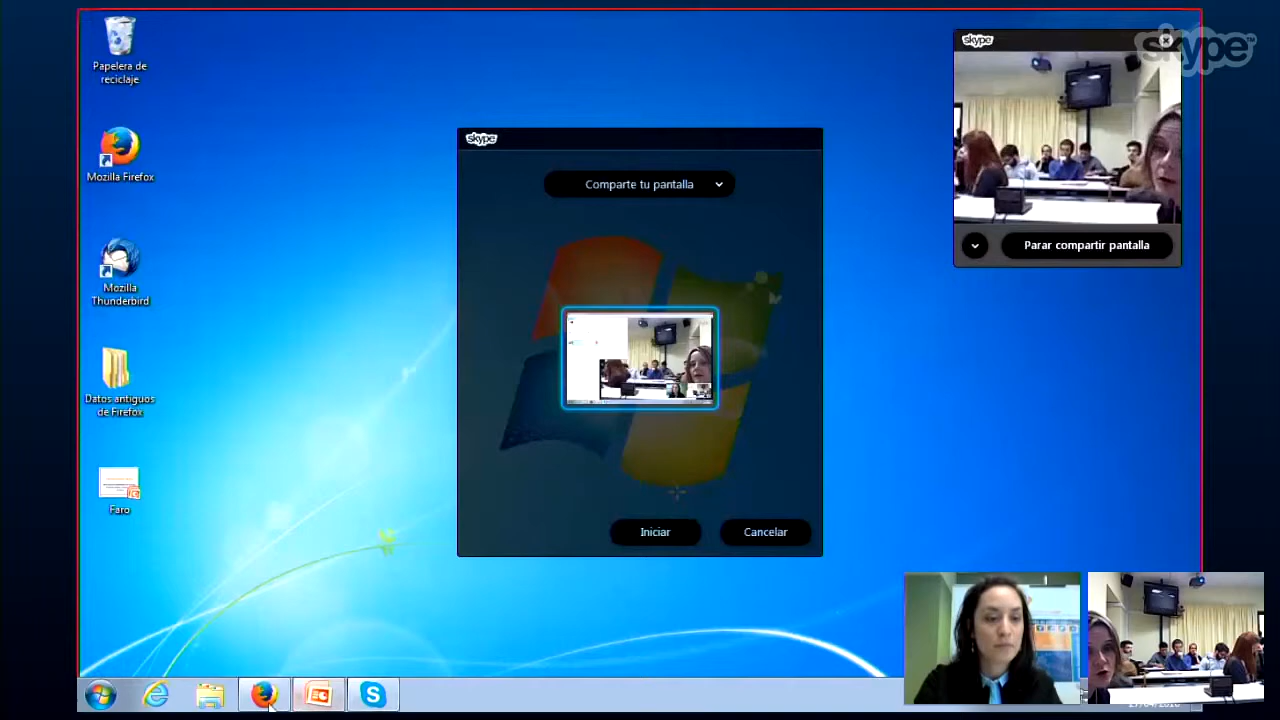 Papelera de
reciclaje
Mozilla Firefox
Mozilla
Thunderbird
Datos antiguos
de Firefox
Faro
skype
Comparte tu pantalla
Iniciar
Cancelar
skype
skype™
Parar compartir pantalla